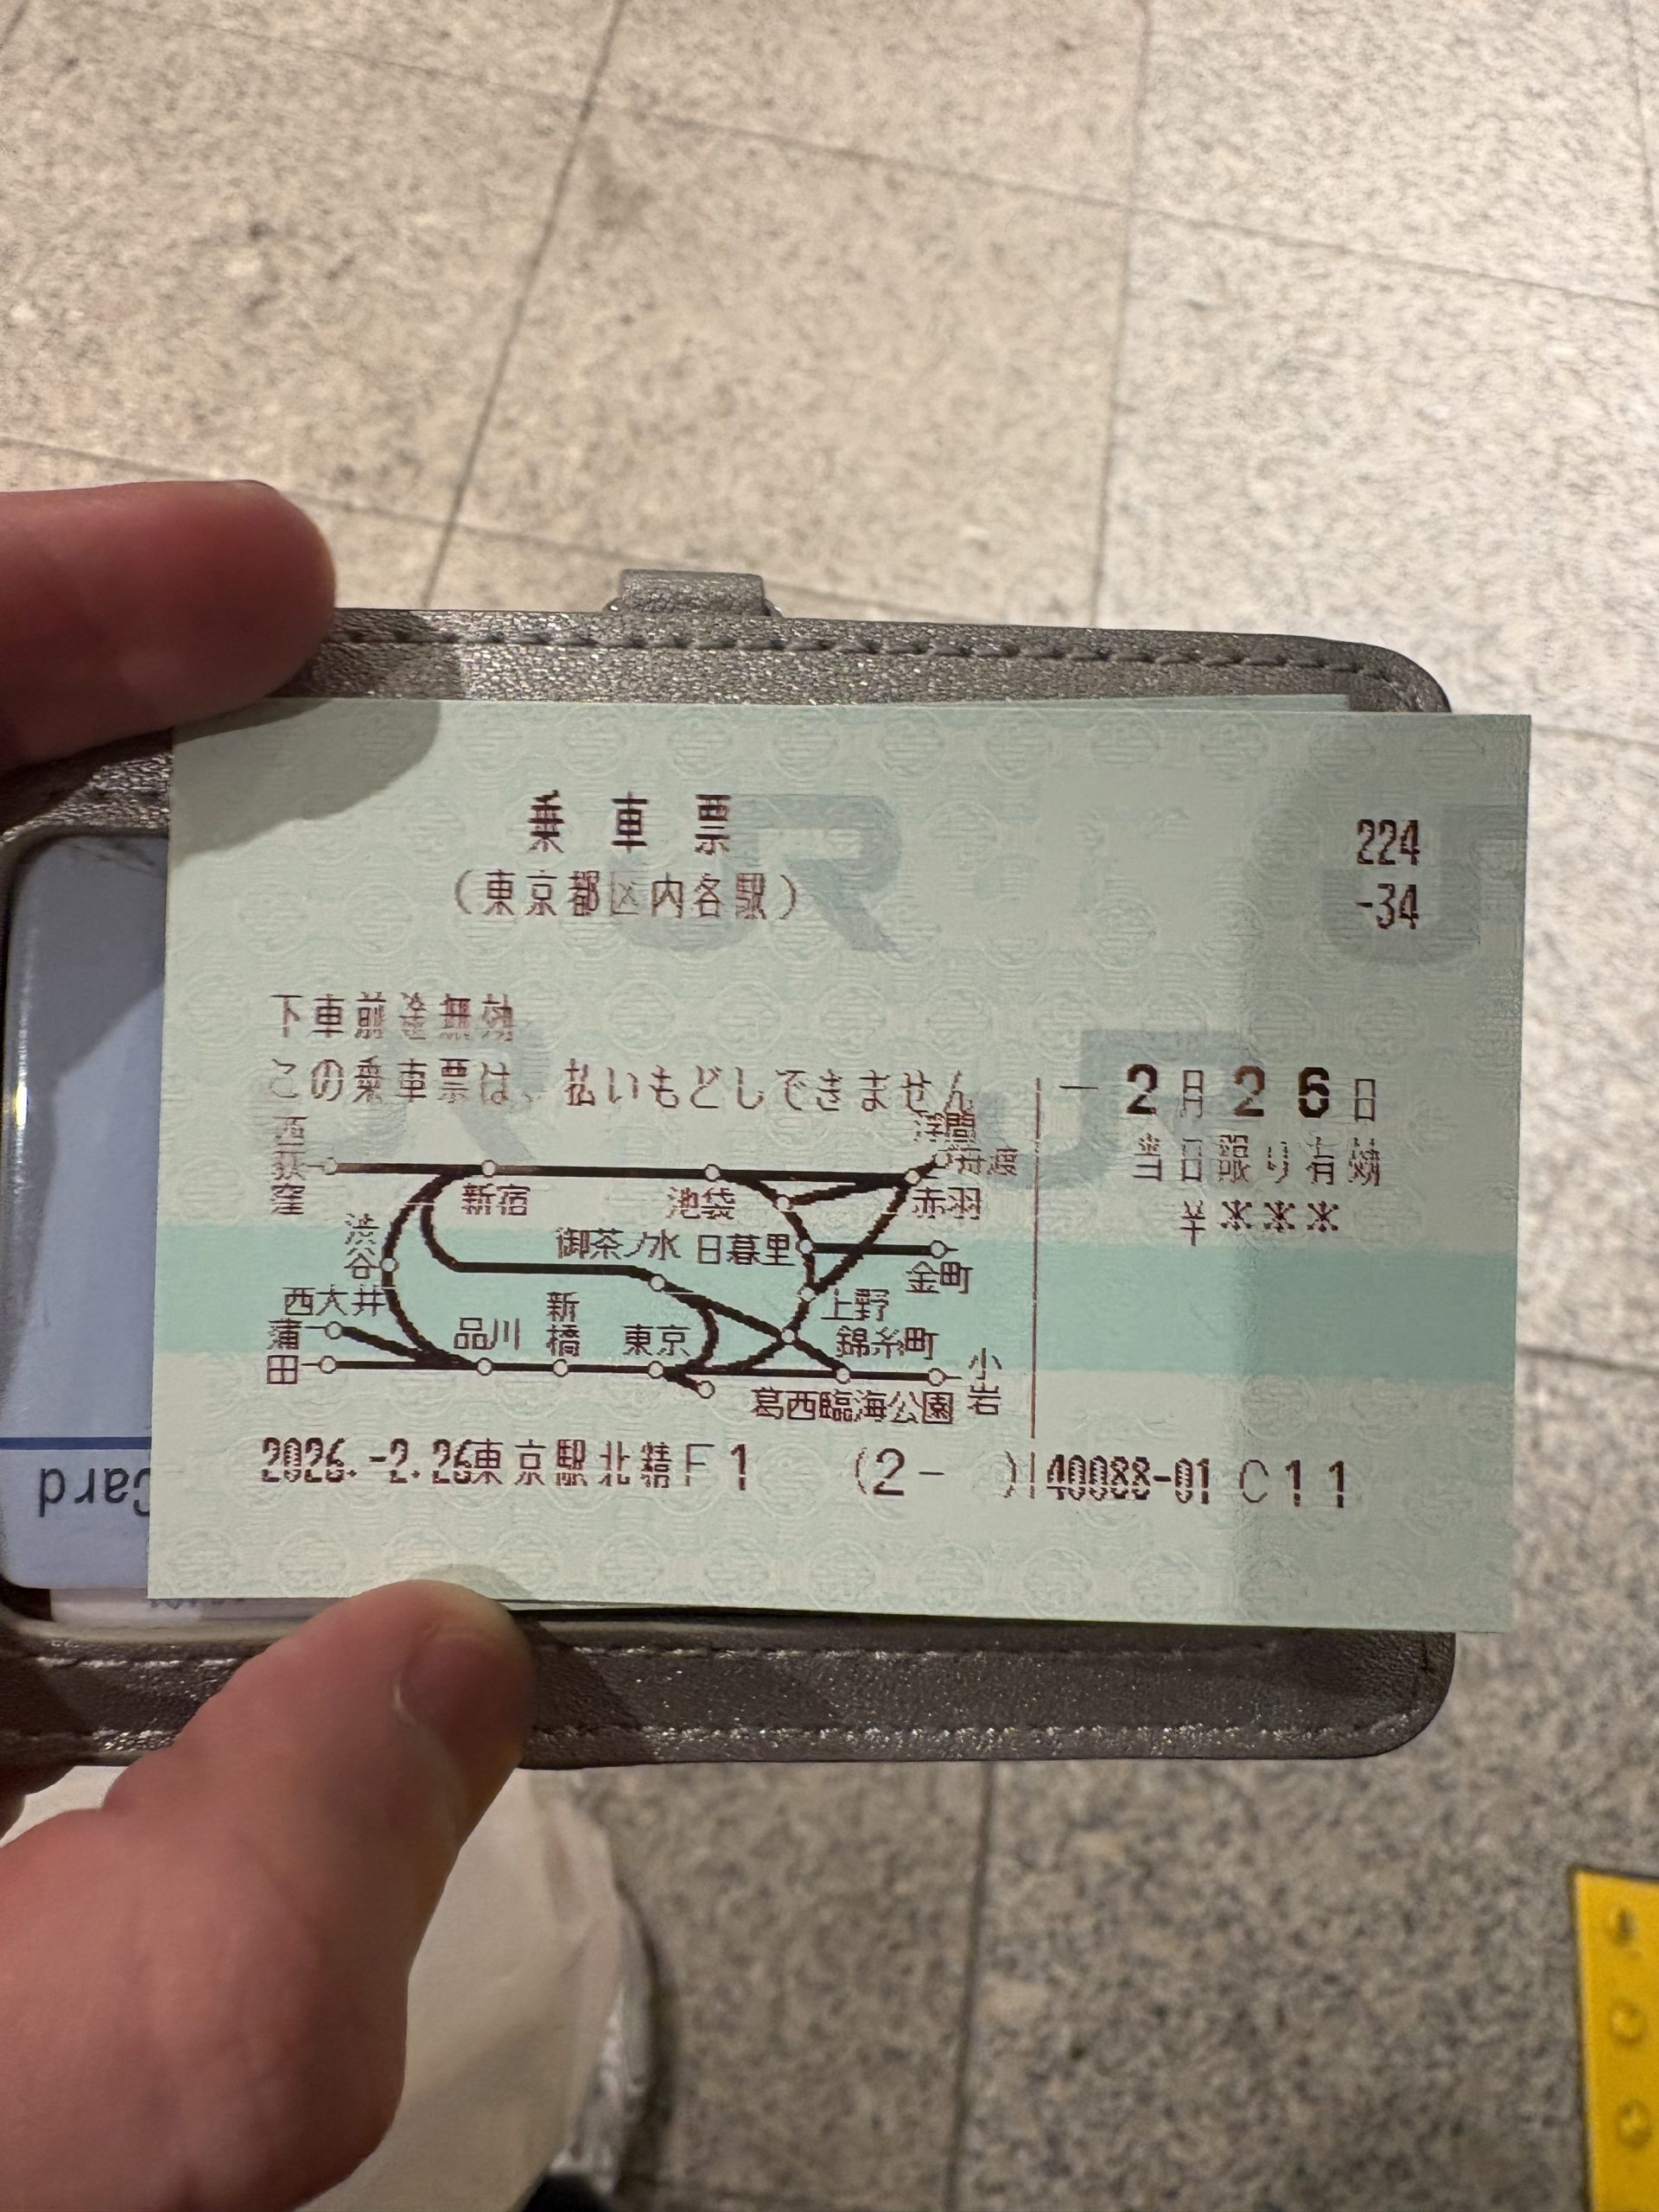 乗車票
224
(東京都区内各駅)
-34
下車前途無効
この乗車票は、払いもどしできません
2月26日
当日限り有効
浮間舟渡
西荻窪
新宿
池袋
赤羽
渋谷
御茶ノ水
日暮里
金町
西大井
新橋
上野
蒲田
品川
東京
錦糸町
小岩
葛西臨海公園
2026.-2.26東京駅北精F1
(2- )
40088-01
C11
Card
JR
JR